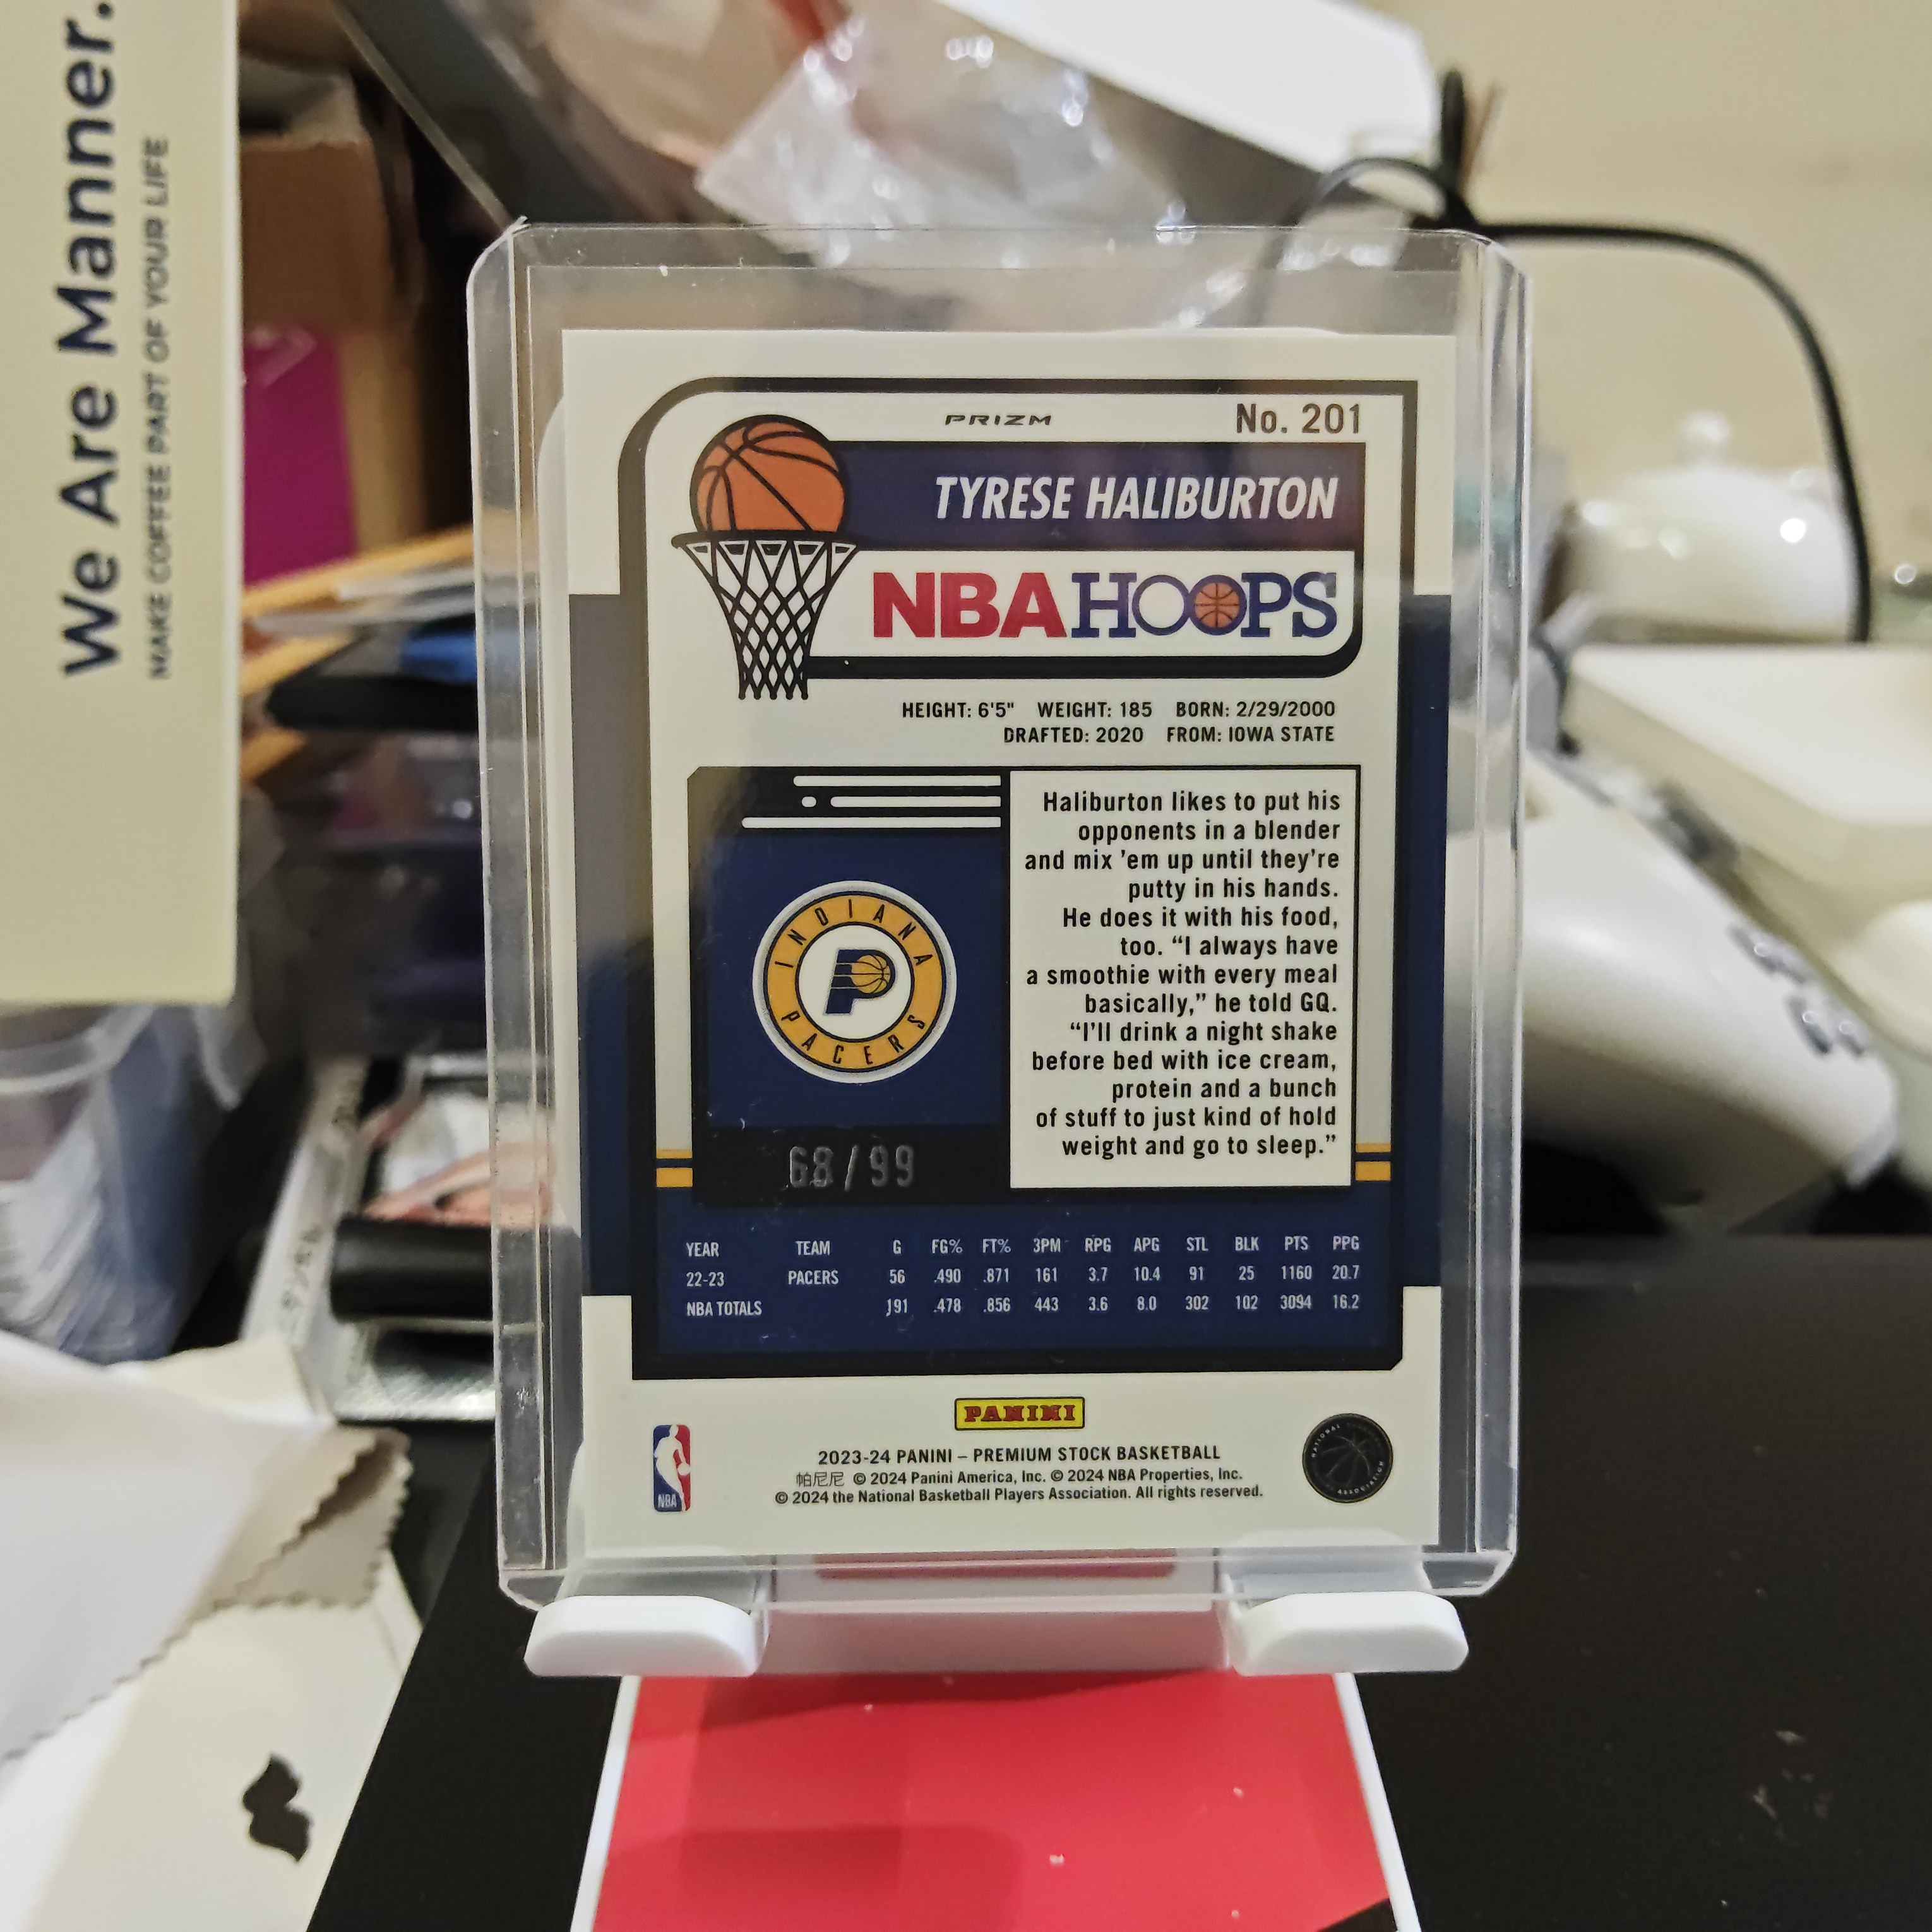 We Are Manner.
MAKE COFFEE PART OF YOUR LIFE
PRIZM
No. 201
TYRESE HALIBURTON
NBA HOOPS
HEIGHT: 6'5" WEIGHT: 185 BORN: 2/29/2000
DRAFTED: 2020 FROM: IOWA STATE
Haliburton likes to put his
opponents in a blender
and mix 'em up until they're
putty in his hands.
He does it with his food,
too. “I always have
a smoothie with every meal
basically,” he told GQ.
“I'll drink a night shake
before bed with ice cream,
protein and a bunch
of stuff to just kind of hold
weight and go to sleep.”
INDIANA
P
PACERS
68/99
YEAR TEAM G FG% FT% 3PM RPG APG STL BLK PTS PPG
22-23 PACERS 56 .490 .871 161 3.7 10.4 91 25 1160 20.7
NBA TOTALS 191 .478 .856 443 3.6 8.0 302 102 3094 16.2
PANINI
2023-24 PANINI – PREMIUM STOCK BASKETBALL
帕尼尼 © 2024 Panini America, Inc. © 2024 NBA Properties, Inc.
© 2024 the National Basketball Players Association. All rights reserved.
NBA
NATIONAL
ASSOCIATION